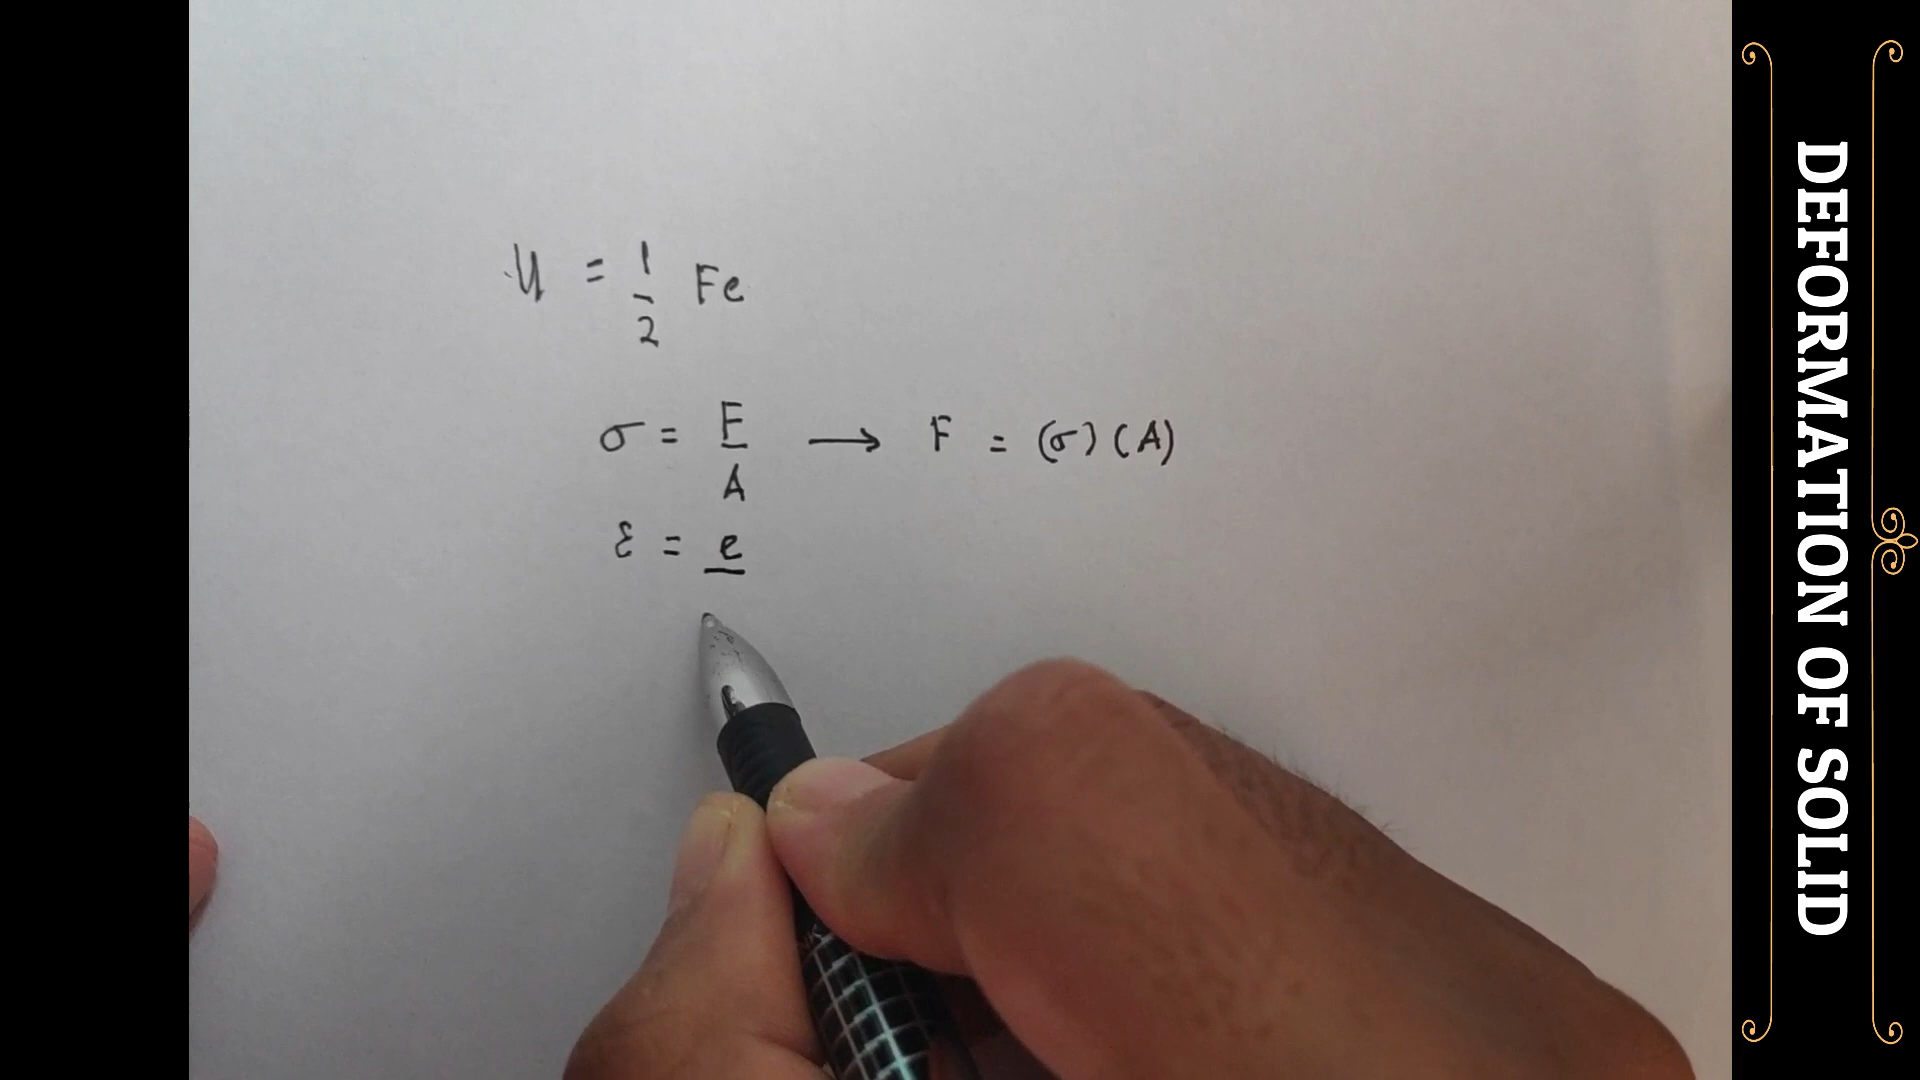 U = 1/2 Fe
σ = F/A → F = (σ)(A)
ε = e
DEFORMATION OF SOLID